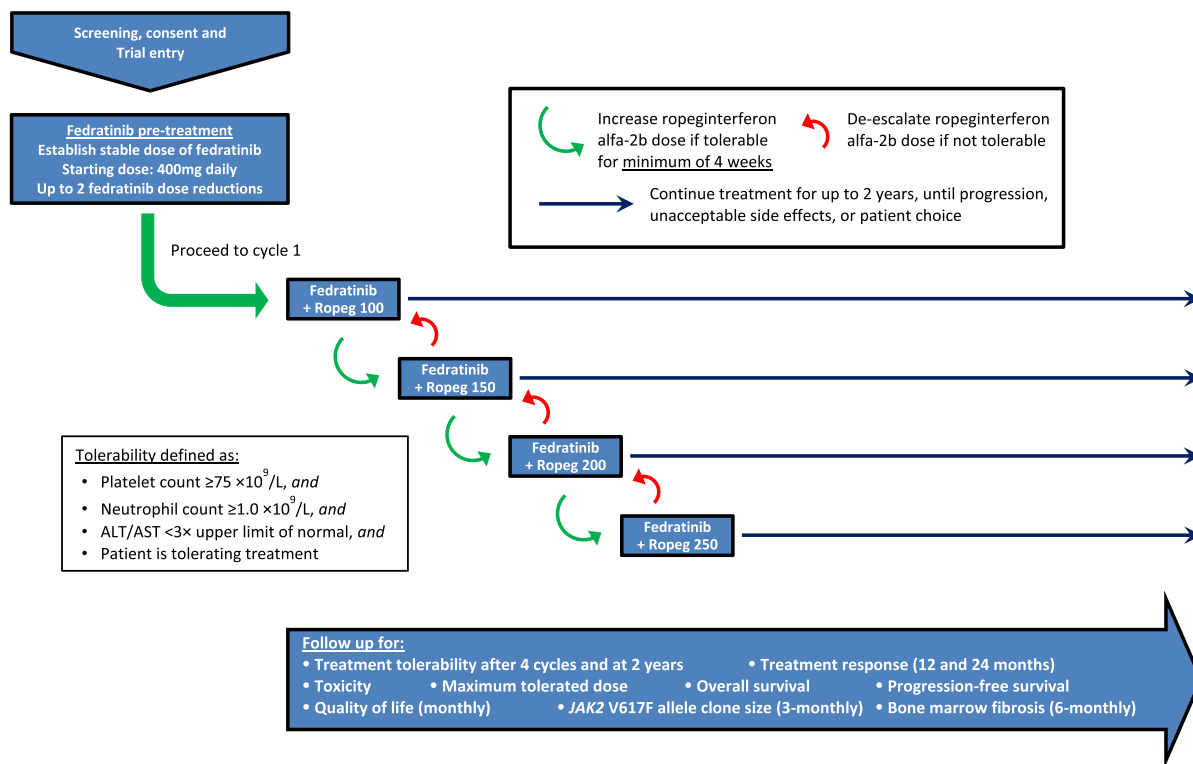 Screening, consent and
Trial entry
Fedratinib pre-treatment
Establish stable dose of fedratinib
Starting dose: 400mg daily
Up to 2 fedratinib dose reductions
Increase ropeginterferon
alfa-2b dose if tolerable
for minimum of 4 weeks
De-escalate ropeginterferon
alfa-2b dose if not tolerable
Continue treatment for up to 2 years, until progression,
unacceptable side effects, or patient choice
Proceed to cycle 1
Fedratinib
+ Ropeg 100
Fedratinib
+ Ropeg 150
Fedratinib
+ Ropeg 200
Fedratinib
+ Ropeg 250
Tolerability defined as:
• Platelet count ≥75 ×10⁹/L, and
• Neutrophil count ≥1.0 ×10⁹/L, and
• ALT/AST <3× upper limit of normal, and
• Patient is tolerating treatment
Follow up for:
• Treatment tolerability after 4 cycles and at 2 years • Treatment response (12 and 24 months)
• Toxicity • Maximum tolerated dose • Overall survival • Progression-free survival
• Quality of life (monthly) • JAK2 V617F allele clone size (3-monthly) • Bone marrow fibrosis (6-monthly)